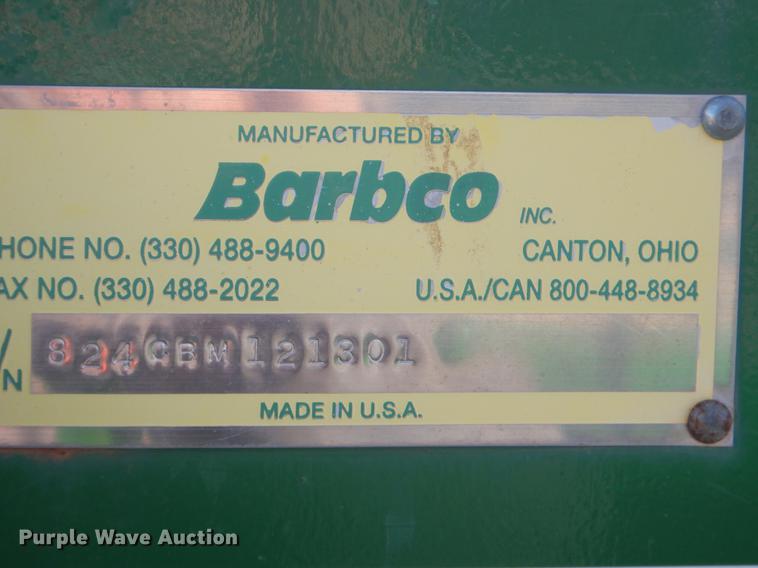 MANUFACTURED BY
Barbco INC.
HONE NO. (330) 488-9400 CANTON, OHIO
AX NO. (330) 488-2022 U.S.A./CAN 800-448-8934
/N 824CBM121301
MADE IN U.S.A.
Purple Wave Auction